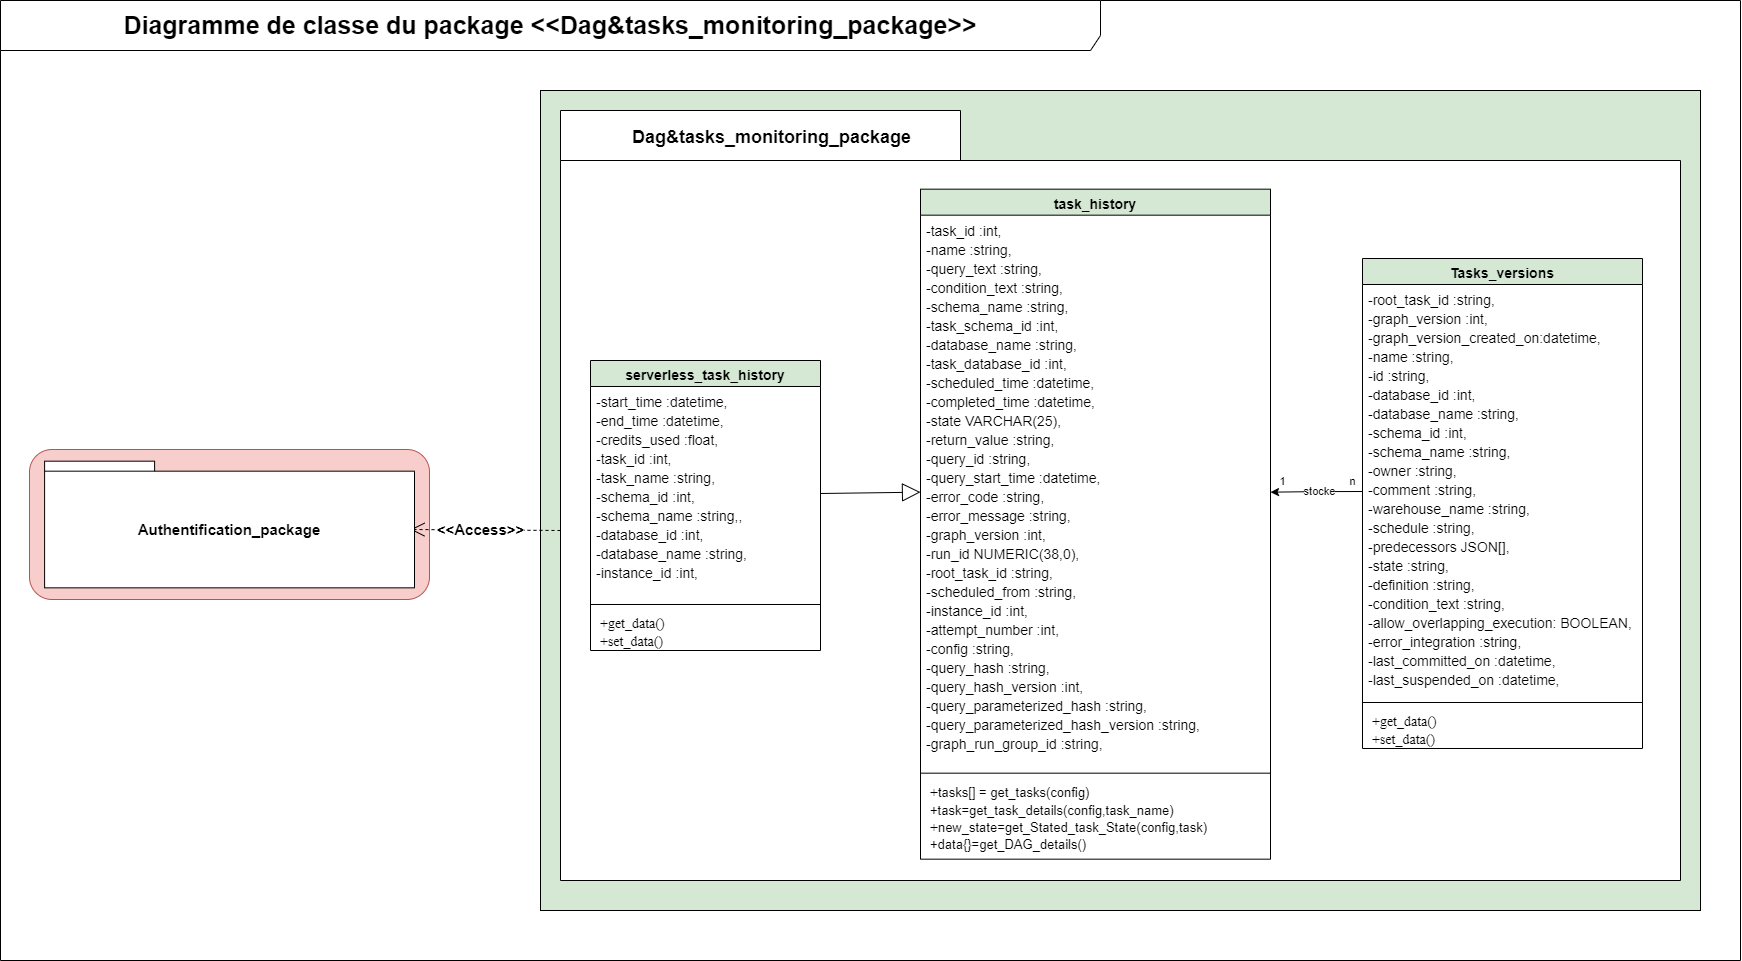 Diagramme de classe du package <<Dag&tasks_monitoring_package>>
Dag&tasks_monitoring_package
Authentification_package
<<Access>>
serverless_task_history
-start_time :datetime,
-end_time :datetime,
-credits_used :float,
-task_id :int,
-task_name :string,
-schema_id :int,
-schema_name :string,,
-database_id :int,
-database_name :string,
-instance_id :int,
+get_data()
+set_data()
task_history
-task_id :int,
-name :string,
-query_text :string,
-condition_text :string,
-schema_name :string,
-task_schema_id :int,
-database_name :string,
-task_database_id :int,
-scheduled_time :datetime,
-completed_time :datetime,
-state VARCHAR(25),
-return_value :string,
-query_id :string,
-query_start_time :datetime,
-error_code :string,
-error_message :string,
-graph_version :int,
-run_id NUMERIC(38,0),
-root_task_id :string,
-scheduled_from :string,
-instance_id :int,
-attempt_number :int,
-config :string,
-query_hash :string,
-query_hash_version :int,
-query_parameterized_hash :string,
-query_parameterized_hash_version :string,
-graph_run_group_id :string,
+tasks[] = get_tasks(config)
+task=get_task_details(config,task_name)
+new_state=get_Stated_task_State(config,task)
+data{}=get_DAG_details()
1 stocke n
Tasks_versions
-root_task_id :string,
-graph_version :int,
-graph_version_created_on:datetime,
-name :string,
-id :string,
-database_id :int,
-database_name :string,
-schema_id :int,
-schema_name :string,
-owner :string,
-comment :string,
-warehouse_name :string,
-schedule :string,
-predecessors JSON[],
-state :string,
-definition :string,
-condition_text :string,
-allow_overlapping_execution: BOOLEAN,
-error_integration :string,
-last_committed_on :datetime,
-last_suspended_on :datetime,
+get_data()
+set_data()